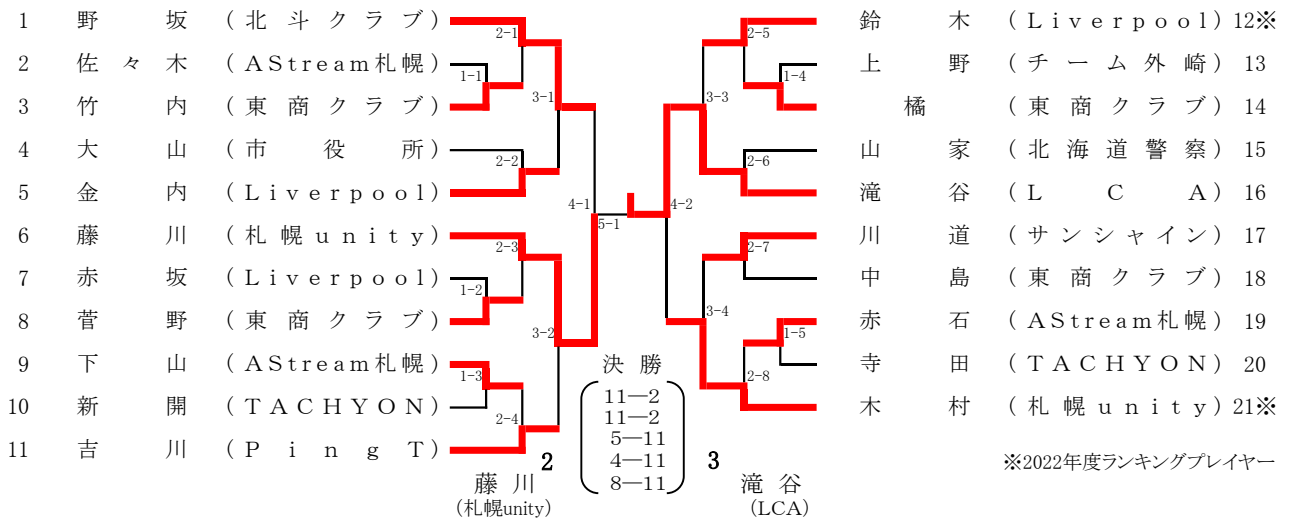 1 野坂 (北斗クラブ)
2 佐々木 (AStream札幌)
3 竹内 (東商クラブ)
4 大山 (市役所)
5 金内 (Liverpool)
6 藤川 (札幌unity)
7 赤坂 (Liverpool)
8 菅野 (東商クラブ)
9 下山 (AStream札幌)
10 新開 (TACHYON)
11 吉川 (PingT)
2-1
1-1
3-1
2-2
4-1
2-3
1-2
3-2
1-3
2-4
5-1
2-5
1-4
3-3
2-6
4-2
2-7
3-4
1-5
2-8
鈴木 (Liverpool) 12※
上野 (チーム外崎) 13
橘 (東商クラブ) 14
山家 (北海道警察) 15
滝谷 (LCA) 16
川道 (サンシャイン) 17
中島 (東商クラブ) 18
赤石 (AStream札幌) 19
寺田 (TACHYON) 20
木村 (札幌unity) 21※
決勝
11―2
11―2
5―11
4―11
8―11
2
3
藤川
(札幌unity)
滝谷
(LCA)
※2022年度ランキングプレイヤー